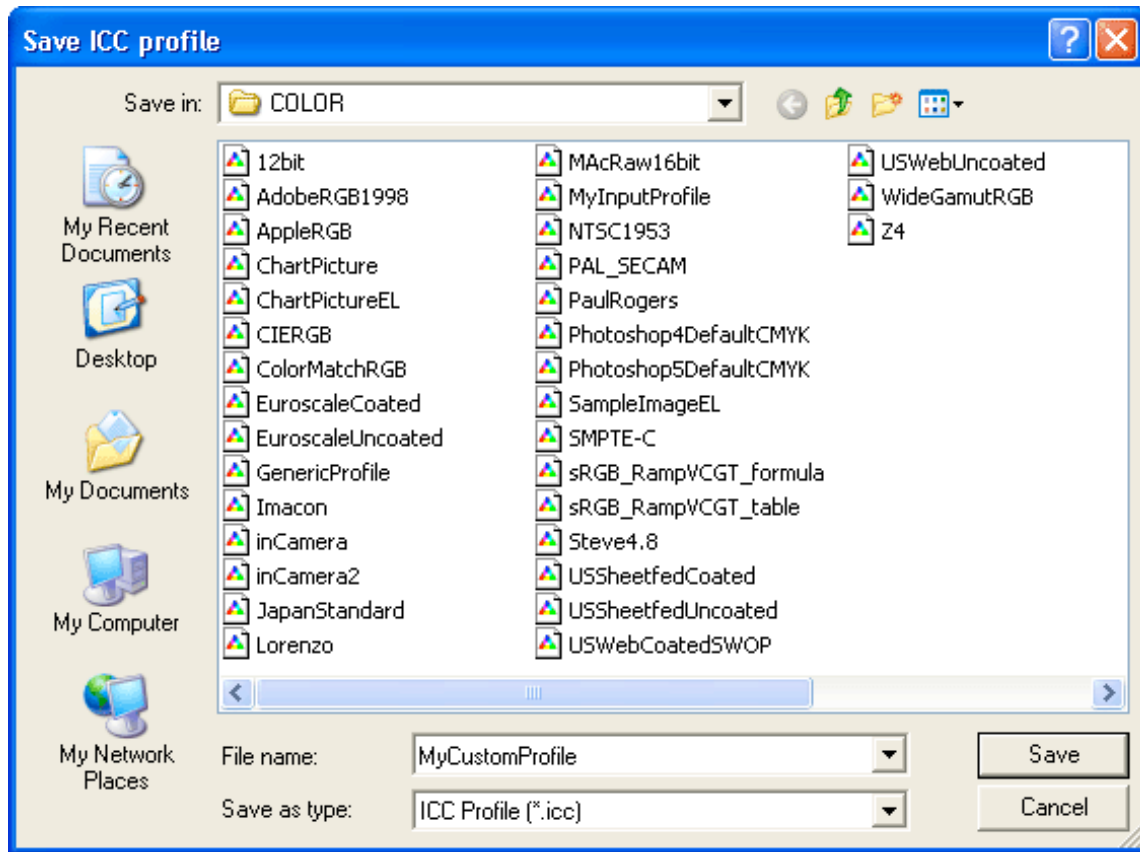 Save ICC profile
Save in:
COLOR
My Recent
Documents
Desktop
My Documents
My Computer
My Network
Places
12bit
AdobeRGB1998
AppleRGB
ChartPicture
ChartPictureEL
CIERGB
ColorMatchRGB
EuroscaleCoated
EuroscaleUncoated
GenericProfile
Imacon
inCamera
inCamera2
JapanStandard
Lorenzo
MAcRaw16bit
MyInputProfile
NTSC1953
PAL_SECAM
PaulRogers
Photoshop4DefaultCMYK
Photoshop5DefaultCMYK
SampleImageEL
SMPTE-C
sRGB_RampVCGT_formula
sRGB_RampVCGT_table
Steve4.8
USSheetfedCoated
USSheetfedUncoated
USWebCoatedSWOP
USWebUncoated
WideGamutRGB
Z4
File name:
MyCustomProfile
Save
Save as type:
ICC Profile (*.icc)
Cancel